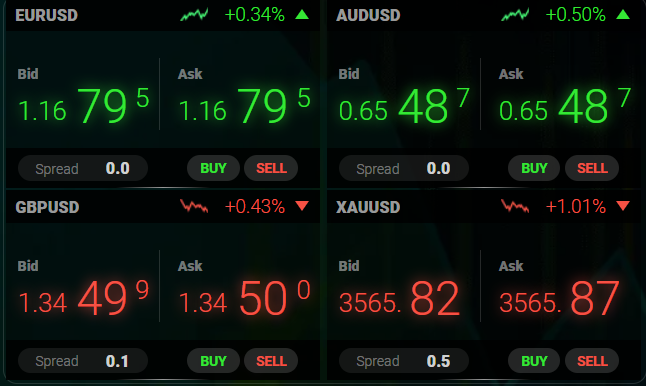 EURUSD +0.34%
Bid Ask
1.16 79 5 1.16 79 5
Spread 0.0 BUY SELL
AUDUSD +0.50%
Bid Ask
0.65 48 7 0.65 48 7
Spread 0.0 BUY SELL
GBPUSD +0.43%
Bid Ask
1.34 49 9 1.34 50 0
Spread 0.1 BUY SELL
XAUUSD +1.01%
Bid Ask
3565. 82 3565. 87
Spread 0.5 BUY SELL